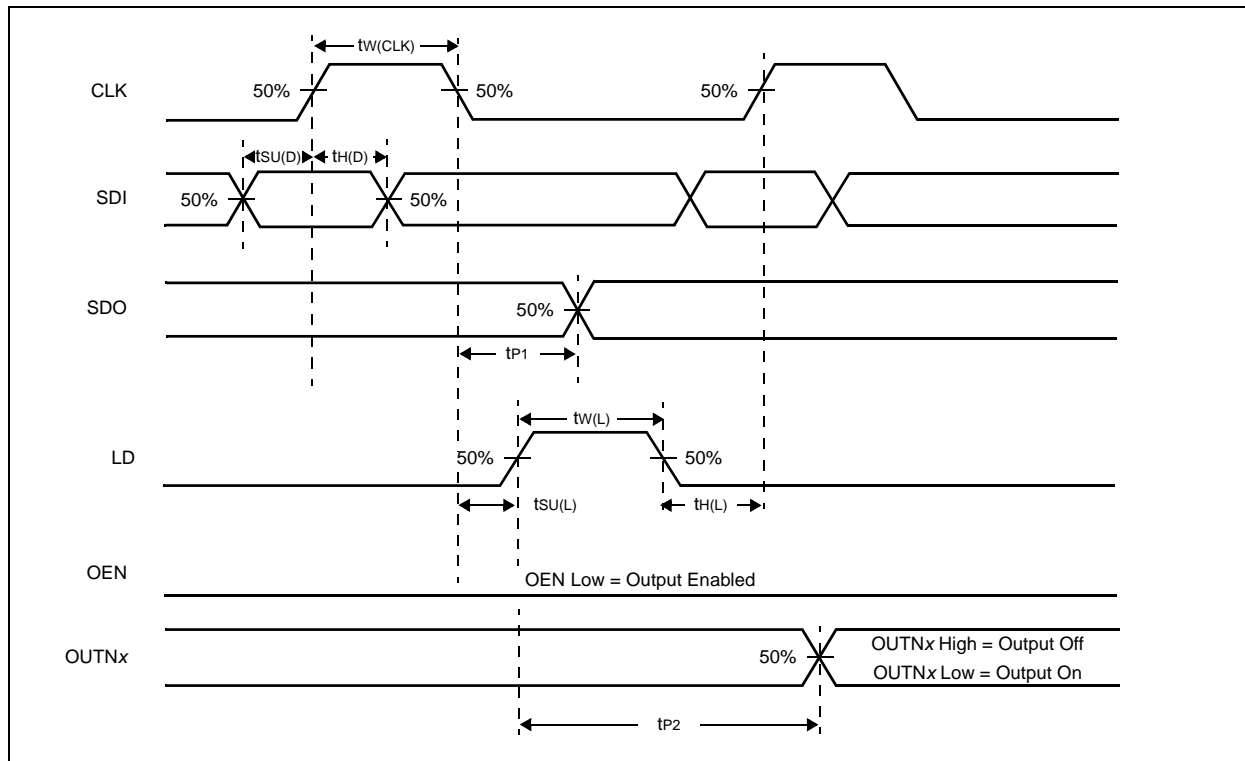 tW(CLK)
CLK
50%
50%
50%
tSU(D)
tH(D)
SDI
50%
50%
SDO
50%
tP1
tW(L)
LD
50%
50%
tSU(L)
tH(L)
OEN
OEN Low = Output Enabled
OUTNx
50%
OUTNx High = Output Off
OUTNx Low = Output On
tP2